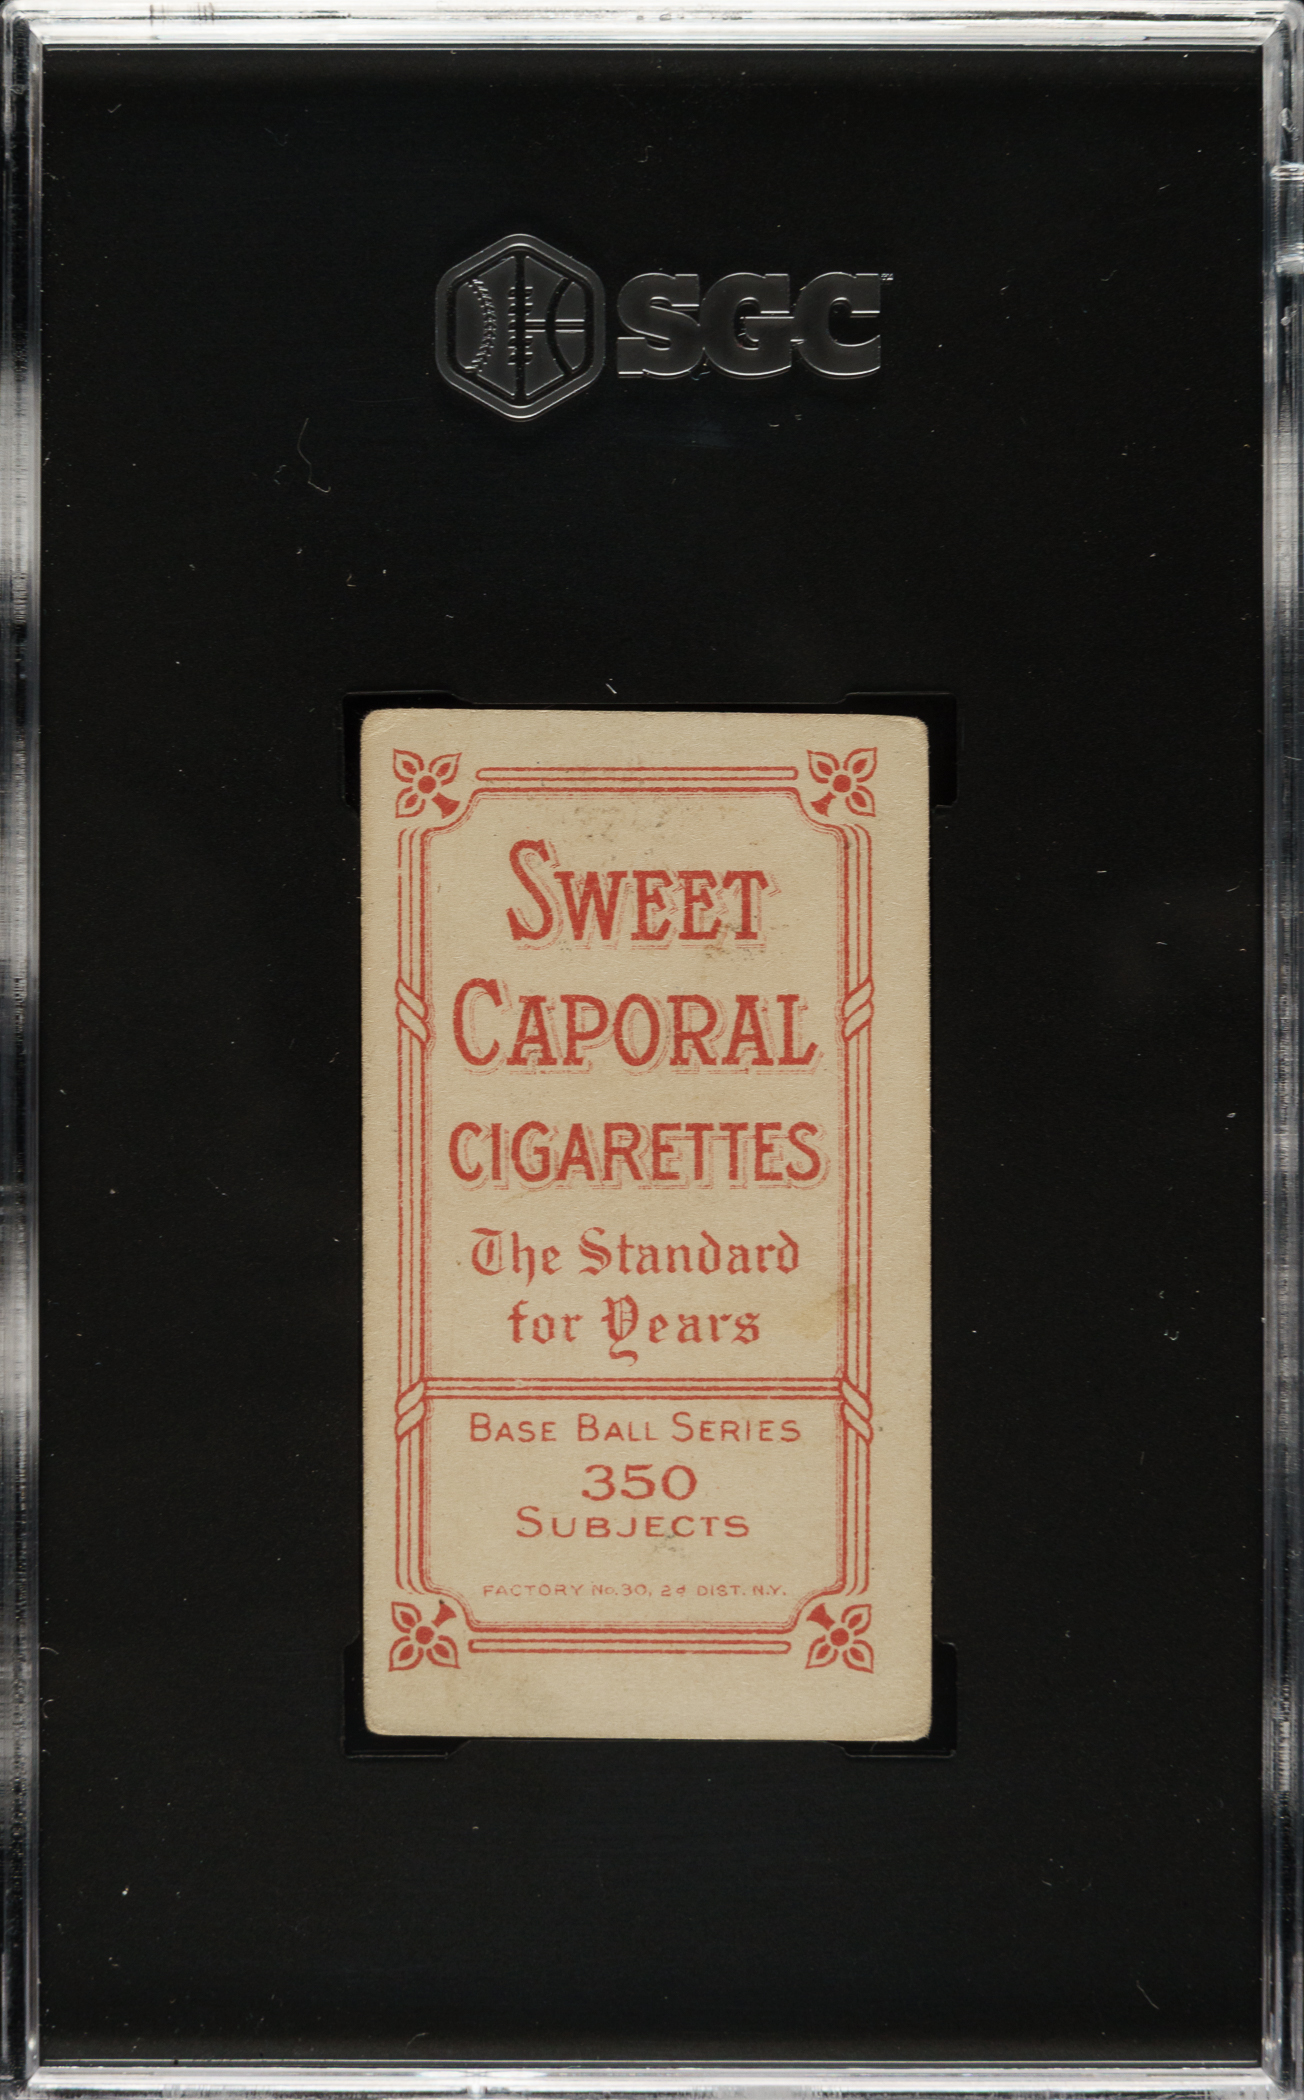 SGC
SWEET
CAPORAL
CIGARETTES
The Standard
for Years
BASE BALL SERIES
350
SUBJECTS
FACTORY No. 30, 2d DIST. N.Y.